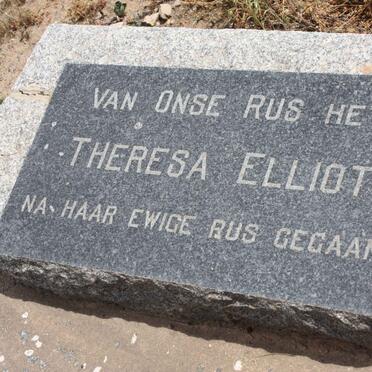 VAN ONSE RUS HE
THERESA ELLIOT
NA HAAR EWIGE RUS GEGAAN